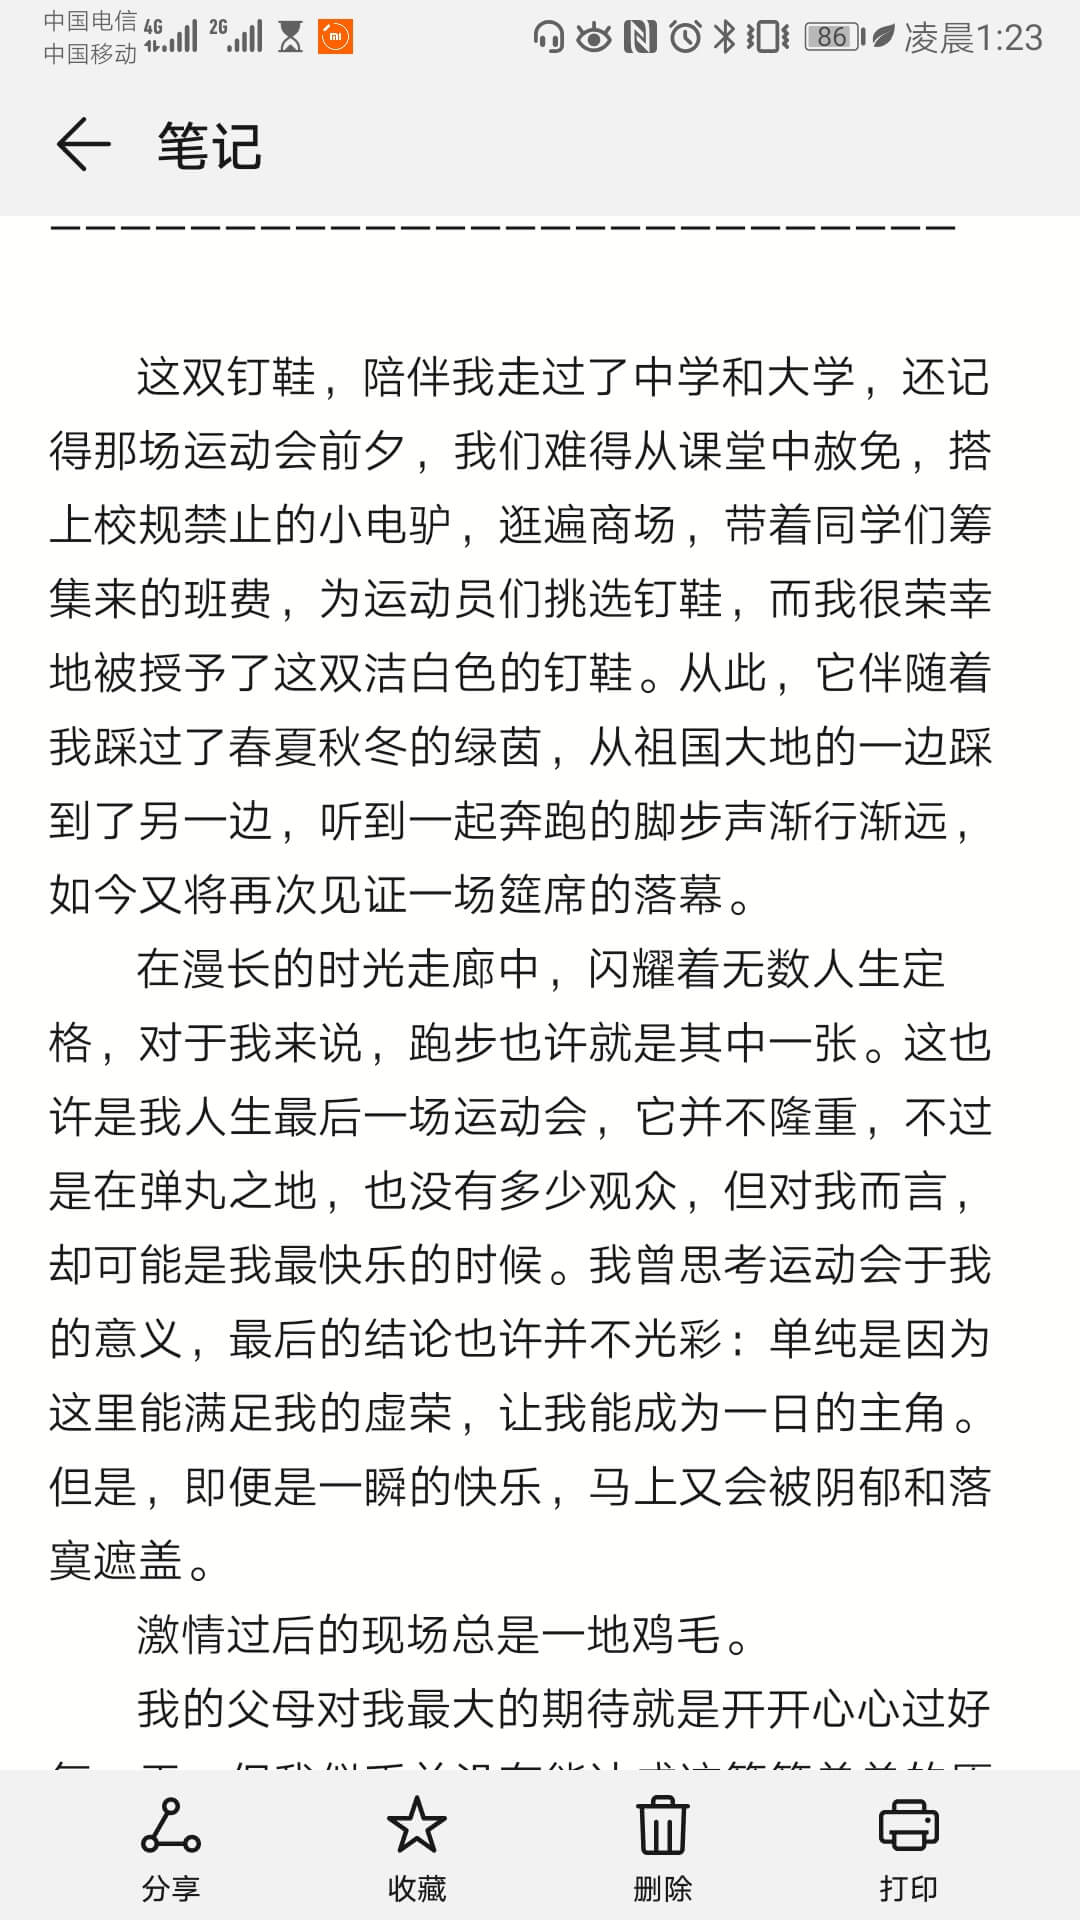 中国电信 4G 2G 86 凌晨1:23
中国移动
笔记
这双钉鞋，陪伴我走过了中学和大学，还记
得那场运动会前夕，我们难得从课堂中赦免，搭
上校规禁止的小电驴，逛遍商场，带着同学们筹
集来的班费，为运动员们挑选钉鞋，而我很荣幸
地被授予了这双洁白色的钉鞋。从此，它伴随着
我踩过了春夏秋冬的绿茵，从祖国大地的一边踩
到了另一边，听到一起奔跑的脚步声渐行渐远，
如今又将再次见证一场筵席的落幕。
在漫长的时光走廊中，闪耀着无数人生定
格，对于我来说，跑步也许就是其中一张。这也
许是我人生最后一场运动会，它并不隆重，不过
是在弹丸之地，也没有多少观众，但对我而言，
却可能是我最快乐的时候。我曾思考运动会于我
的意义，最后的结论也许并不光彩：单纯是因为
这里能满足我的虚荣，让我能成为一日的主角。
但是，即便是一瞬的快乐，马上又会被阴郁和落
寞遮盖。
激情过后的现场总是一地鸡毛。
我的父母对我最大的期待就是开开心心过好
分享 收藏 删除 打印